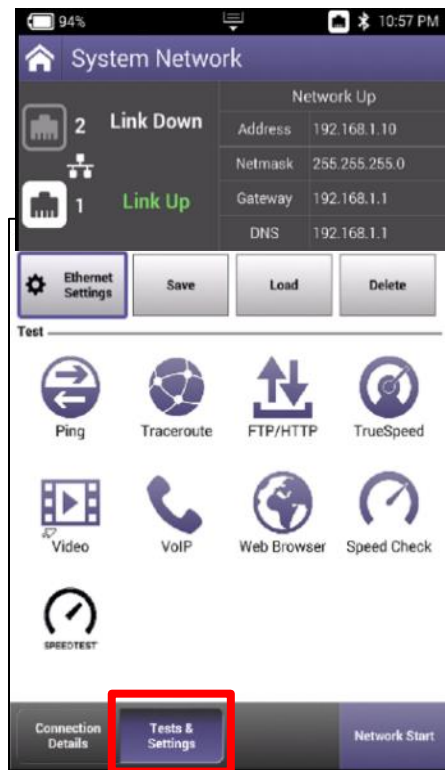 94% 10:57 PM
System Network
2 Link Down
1 Link Up
Network Up
Address 192.168.1.10
Netmask 255.255.255.0
Gateway 192.168.1.1
DNS 192.168.1.1
Ethernet
Settings
Save
Load
Delete
Test
Ping
Traceroute
FTP/HTTP
TrueSpeed
Video
VoIP
Web Browser
Speed Check
SPEEDTEST
Connection
Details
Tests &
Settings
Network Start